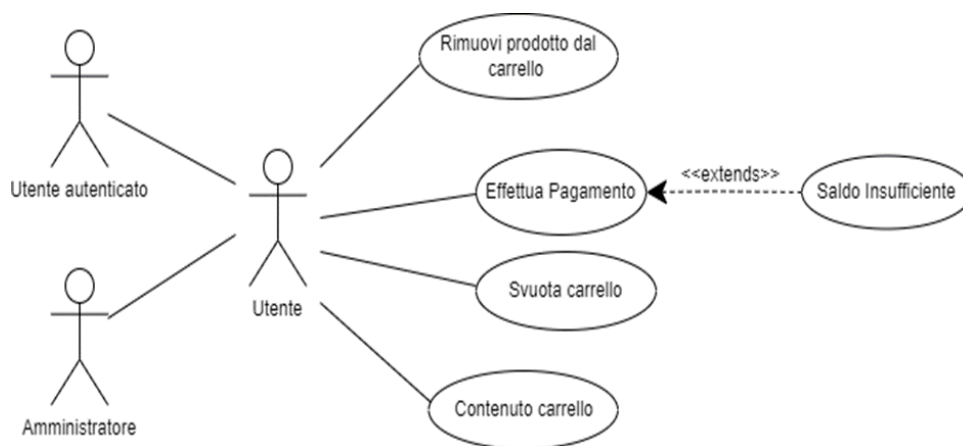 Rimuovi prodotto dal
carrello
Utente autenticato
Effettua Pagamento
<<extends>>
Saldo Insufficiente
Utente
Svuota carrello
Contenuto carrello
Amministratore